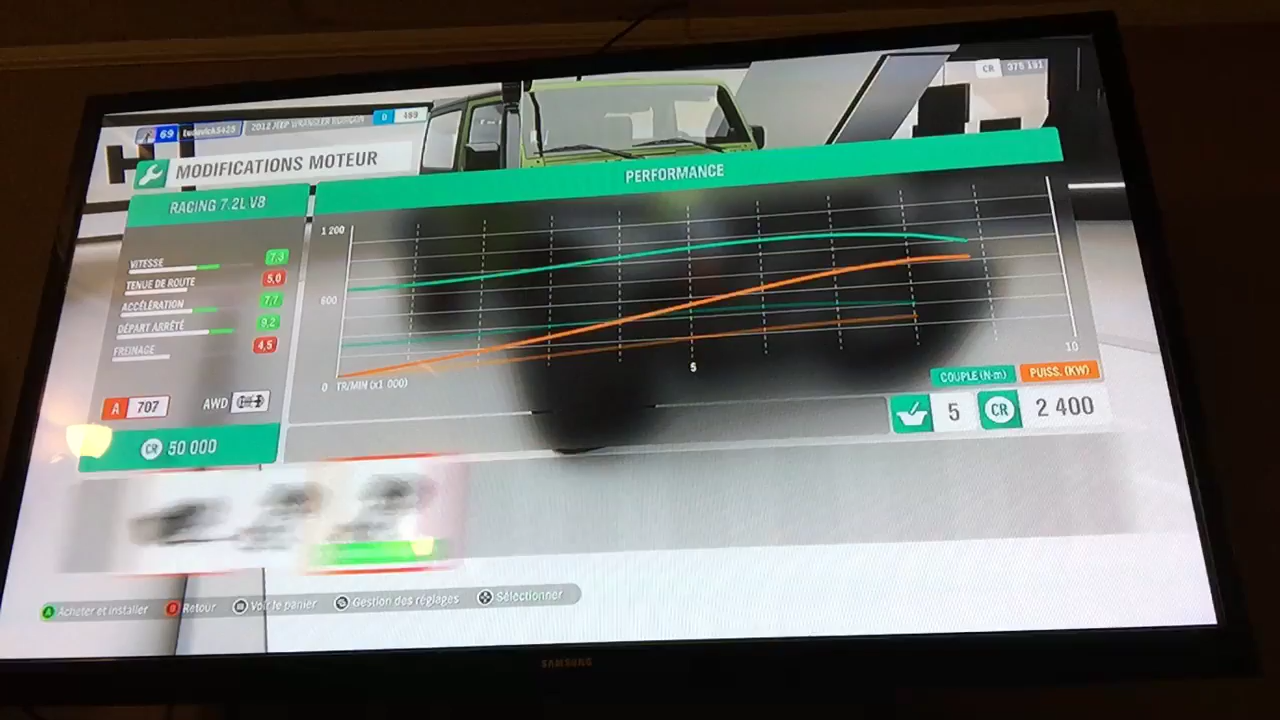 69 Ludovick5415 2012 JEEP WRANGLER RUBICON D 489
CR 375 191
MODIFICATIONS MOTEUR
PERFORMANCE
RACING 7.2L V8
VITESSE 7,3
TENUE DE ROUTE 5,0
ACCÉLÉRATION 7,7
DÉPART ARRÊTÉ 9,2
FREINAGE 4,5
A 707 AWD
CR 50 000
1 200
600
0 TR/MIN (x1 000)
5
10
COUPLE (N·m) PUISS. (KW)
5 CR 2 400
A Acheter et installer B Retour Voir le panier Gestion des réglages Sélectionner
SAMSUNG